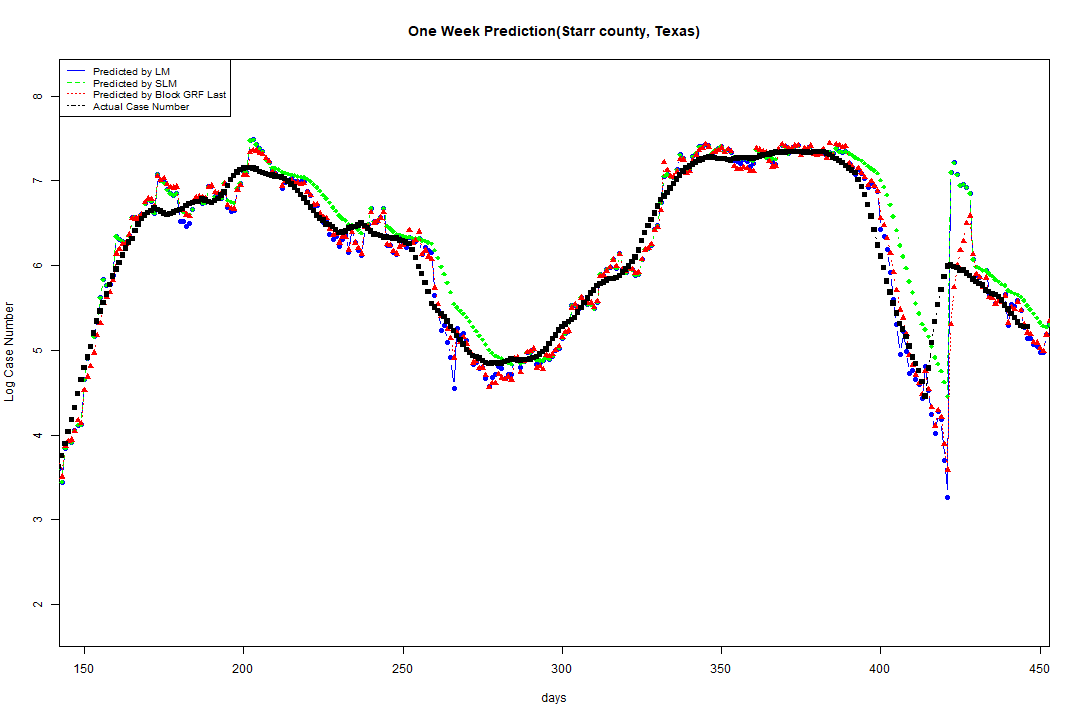 One Week Prediction(Starr county, Texas)
Predicted by LM
Predicted by SLM
Predicted by Block GRF Last
Actual Case Number
8
7
6
5
4
3
2
Log Case Number
150 200 250 300 350 400 450
days